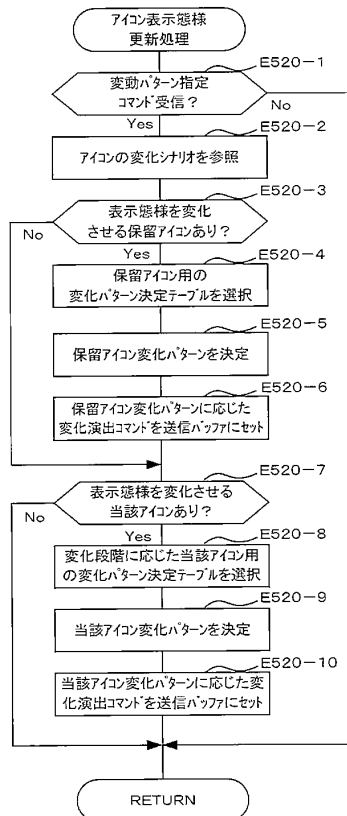 アイコン表示態様
更新処理
E520-1
変動パターン指定
コマンド受信？
No
Yes
E520-2
アイコンの変化シナリオを参照
E520-3
表示態様を変化
させる保留アイコンあり？
No
Yes
E520-4
保留アイコン用の
変化パターン決定テーブルを選択
E520-5
保留アイコン変化パターンを決定
E520-6
保留アイコン変化パターンに応じた
変化演出コマンドを送信バッファにセット
E520-7
表示態様を変化させる
当該アイコンあり？
No
Yes
E520-8
変化段階に応じた当該アイコン用
の変化パターン決定テーブルを選択
E520-9
当該アイコン変化パターンを決定
E520-10
当該アイコン変化パターンに応じた変
化演出コマンドを送信バッファにセット
RETURN